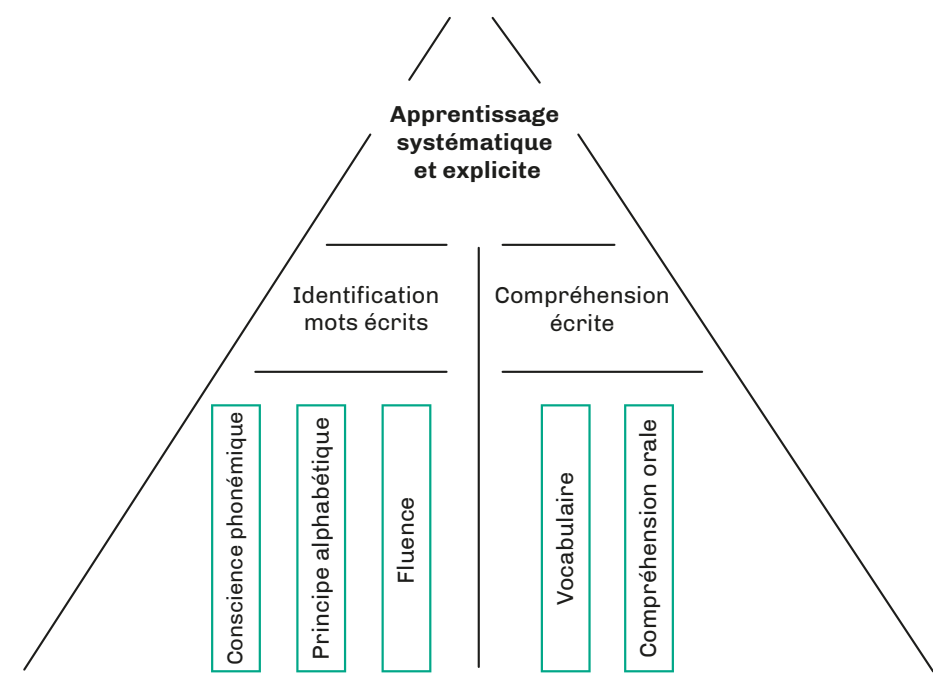 Apprentissage
systématique
et explicite
Identification
mots écrits
Compréhension
écrite
Conscience phonémique
Principe alphabétique
Fluence
Vocabulaire
Compréhension orale